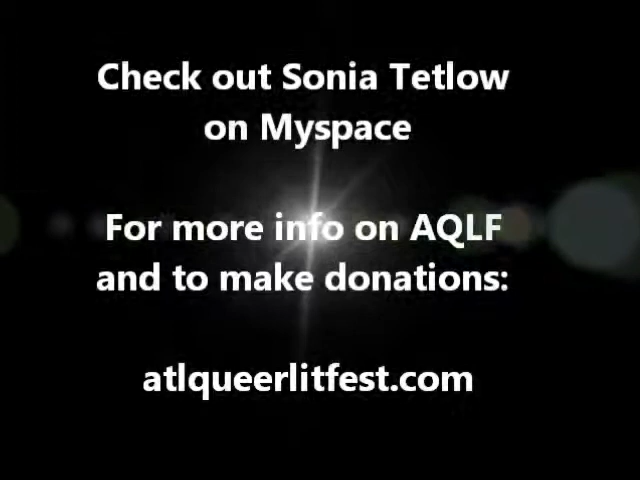 Check out Sonia Tetlow
on Myspace
For more info on AQLF
and to make donations:
atlqueerlitfest.com